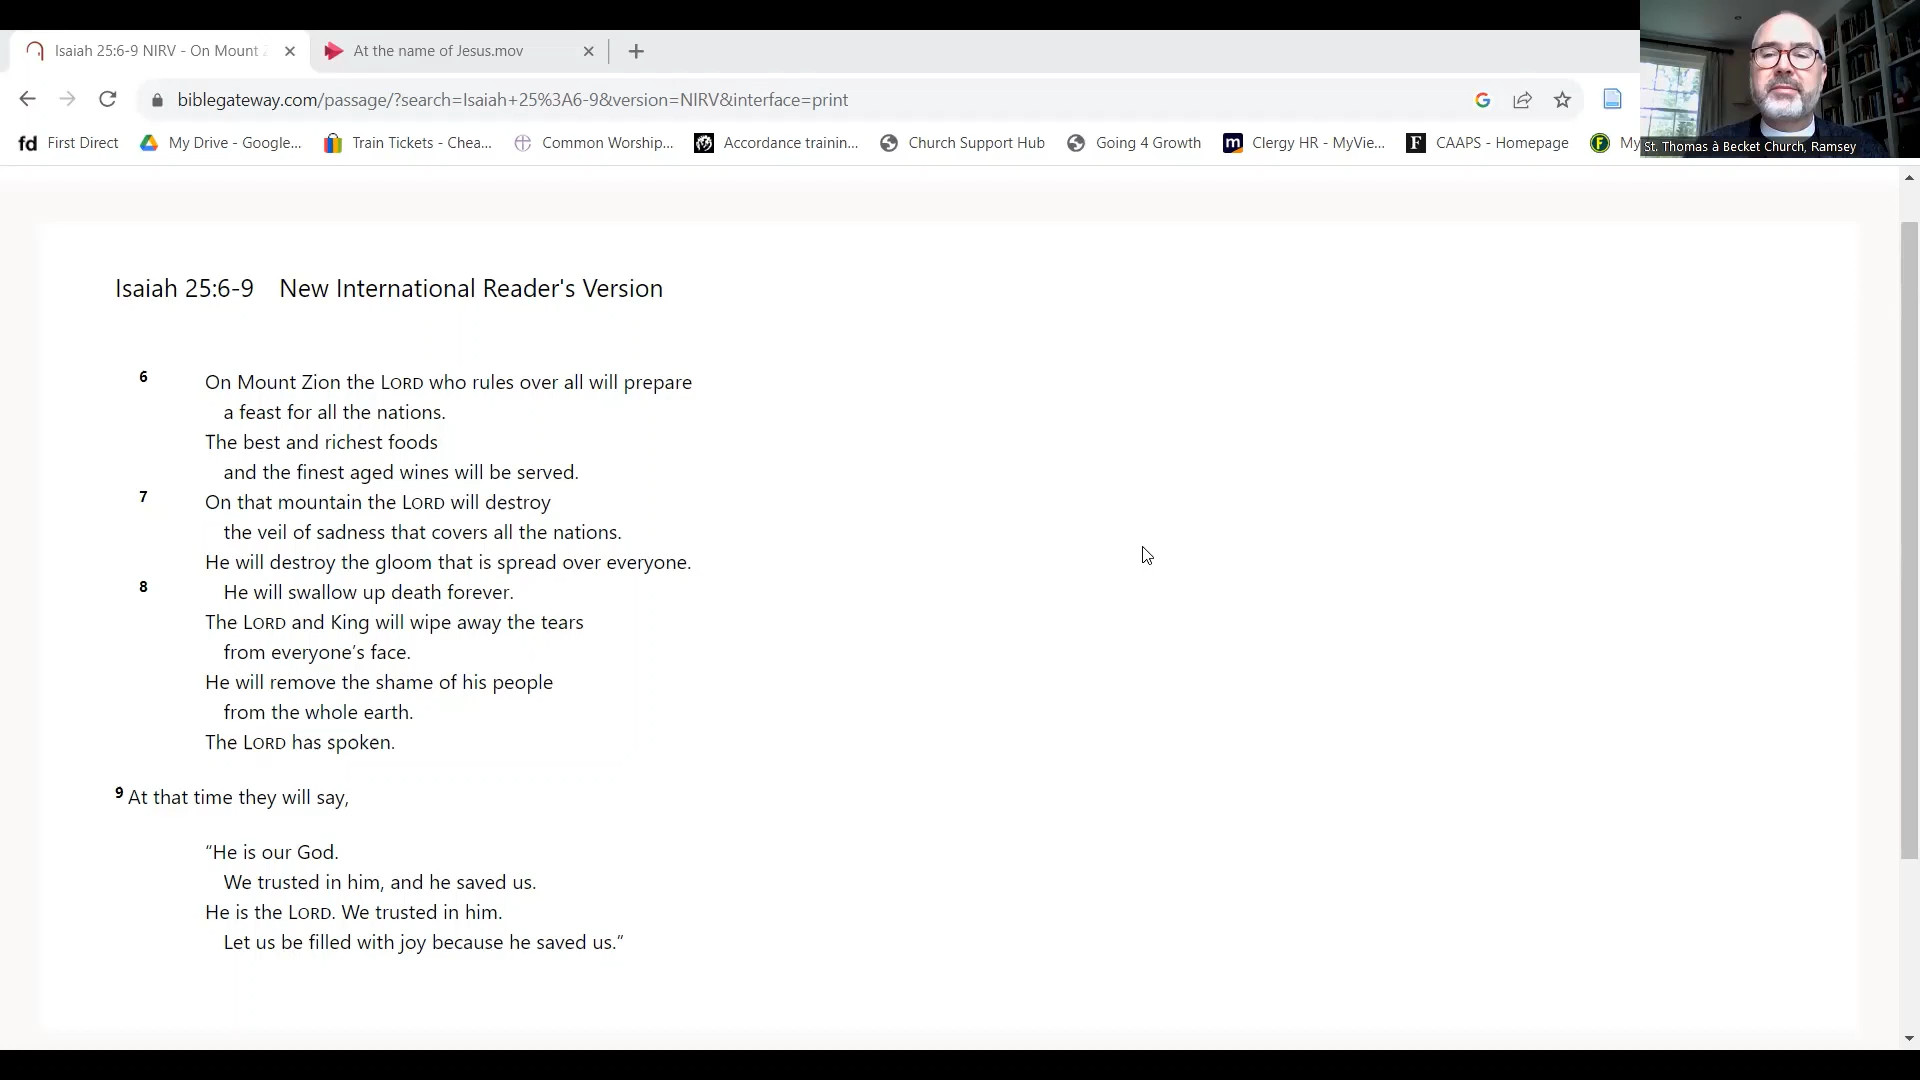 Isaiah 25:6-9 NIRV - On Mount
At the name of Jesus.mov
biblegateway.com/passage/?search=Isaiah+25%3A6-9&version=NIRV&interface=print
fd First Direct
My Drive - Google...
Train Tickets - Chea...
Common Worship...
Accordance trainin...
Church Support Hub
Going 4 Growth
m Clergy HR - MyVie...
F CAAPS - Homepage
F My
St. Thomas à Becket Church, Ramsey
Isaiah 25:6-9 New International Reader's Version
6 On Mount Zion the LORD who rules over all will prepare
a feast for all the nations.
The best and richest foods
and the finest aged wines will be served.
7 On that mountain the LORD will destroy
the veil of sadness that covers all the nations.
He will destroy the gloom that is spread over everyone.
8 He will swallow up death forever.
The LORD and King will wipe away the tears
from everyone’s face.
He will remove the shame of his people
from the whole earth.
The LORD has spoken.
9 At that time they will say,
“He is our God.
We trusted in him, and he saved us.
He is the LORD. We trusted in him.
Let us be filled with joy because he saved us.”